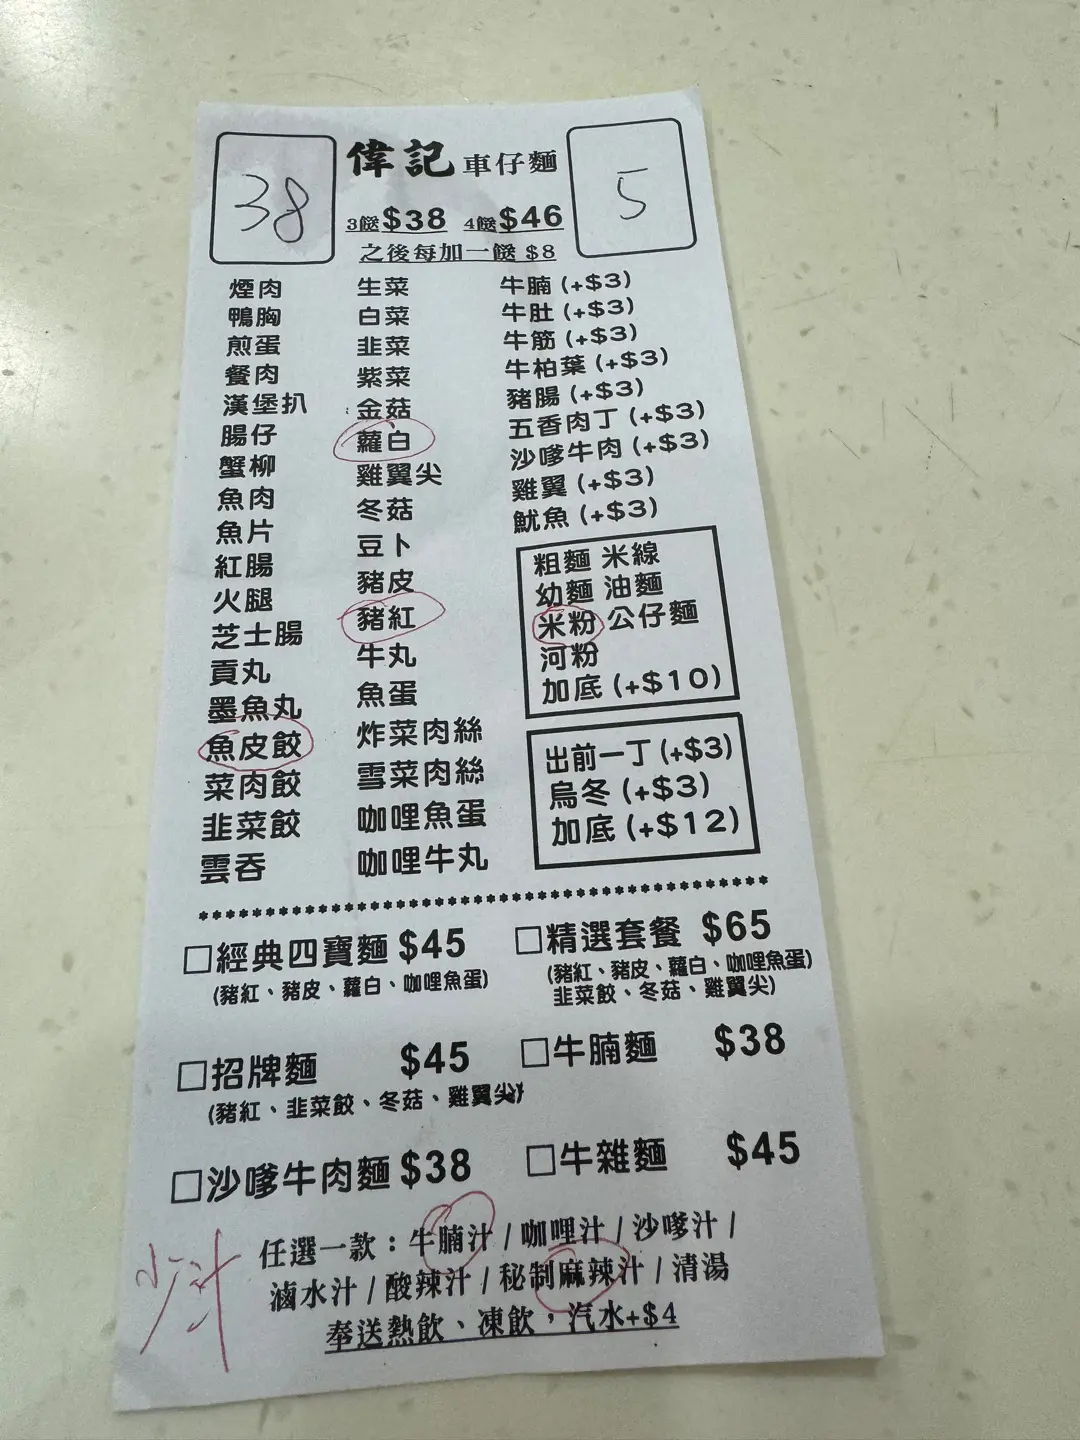 38
偉記 車仔麵
5
3餸$38 4餸$46
之後每加一餸 $8
煙肉
鴨胸
煎蛋
餐肉
漢堡扒
腸仔
蟹柳
魚肉
魚片
紅腸
火腿
芝士腸
貢丸
墨魚丸
魚皮餃
菜肉餃
韭菜餃
雲吞
生菜
白菜
韭菜
紫菜
金菇
蘿白
雞翼尖
冬菇
豆卜
豬皮
豬紅
牛丸
魚蛋
炸菜肉絲
雪菜肉絲
咖哩魚蛋
咖哩牛丸
牛腩 (+$3)
牛肚 (+$3)
牛筋 (+$3)
牛柏葉 (+$3)
豬腸 (+$3)
五香肉丁 (+$3)
沙嗲牛肉 (+$3)
雞翼 (+$3)
魷魚 (+$3)
粗麵 米線
幼麵 油麵
米粉 公仔麵
河粉
加底 (+$10)
出前一丁 (+$3)
烏冬 (+$3)
加底 (+$12)
□經典四寶麵 $45
(豬紅、豬皮、蘿白、咖哩魚蛋)
□精選套餐 $65
(豬紅、豬皮、蘿白、咖哩魚蛋)
韭菜餃、冬菇、雞翼尖)
□招牌麵 $45
(豬紅、韭菜餃、冬菇、雞翼尖)
□牛腩麵 $38
□沙嗲牛肉麵 $38
□牛雜麵 $45
少汁
任選一款：牛腩汁 / 咖哩汁 / 沙嗲汁 /
滷水汁 / 酸辣汁 / 秘制麻辣汁 / 清湯
奉送熱飲、凍飲，汽水+$4